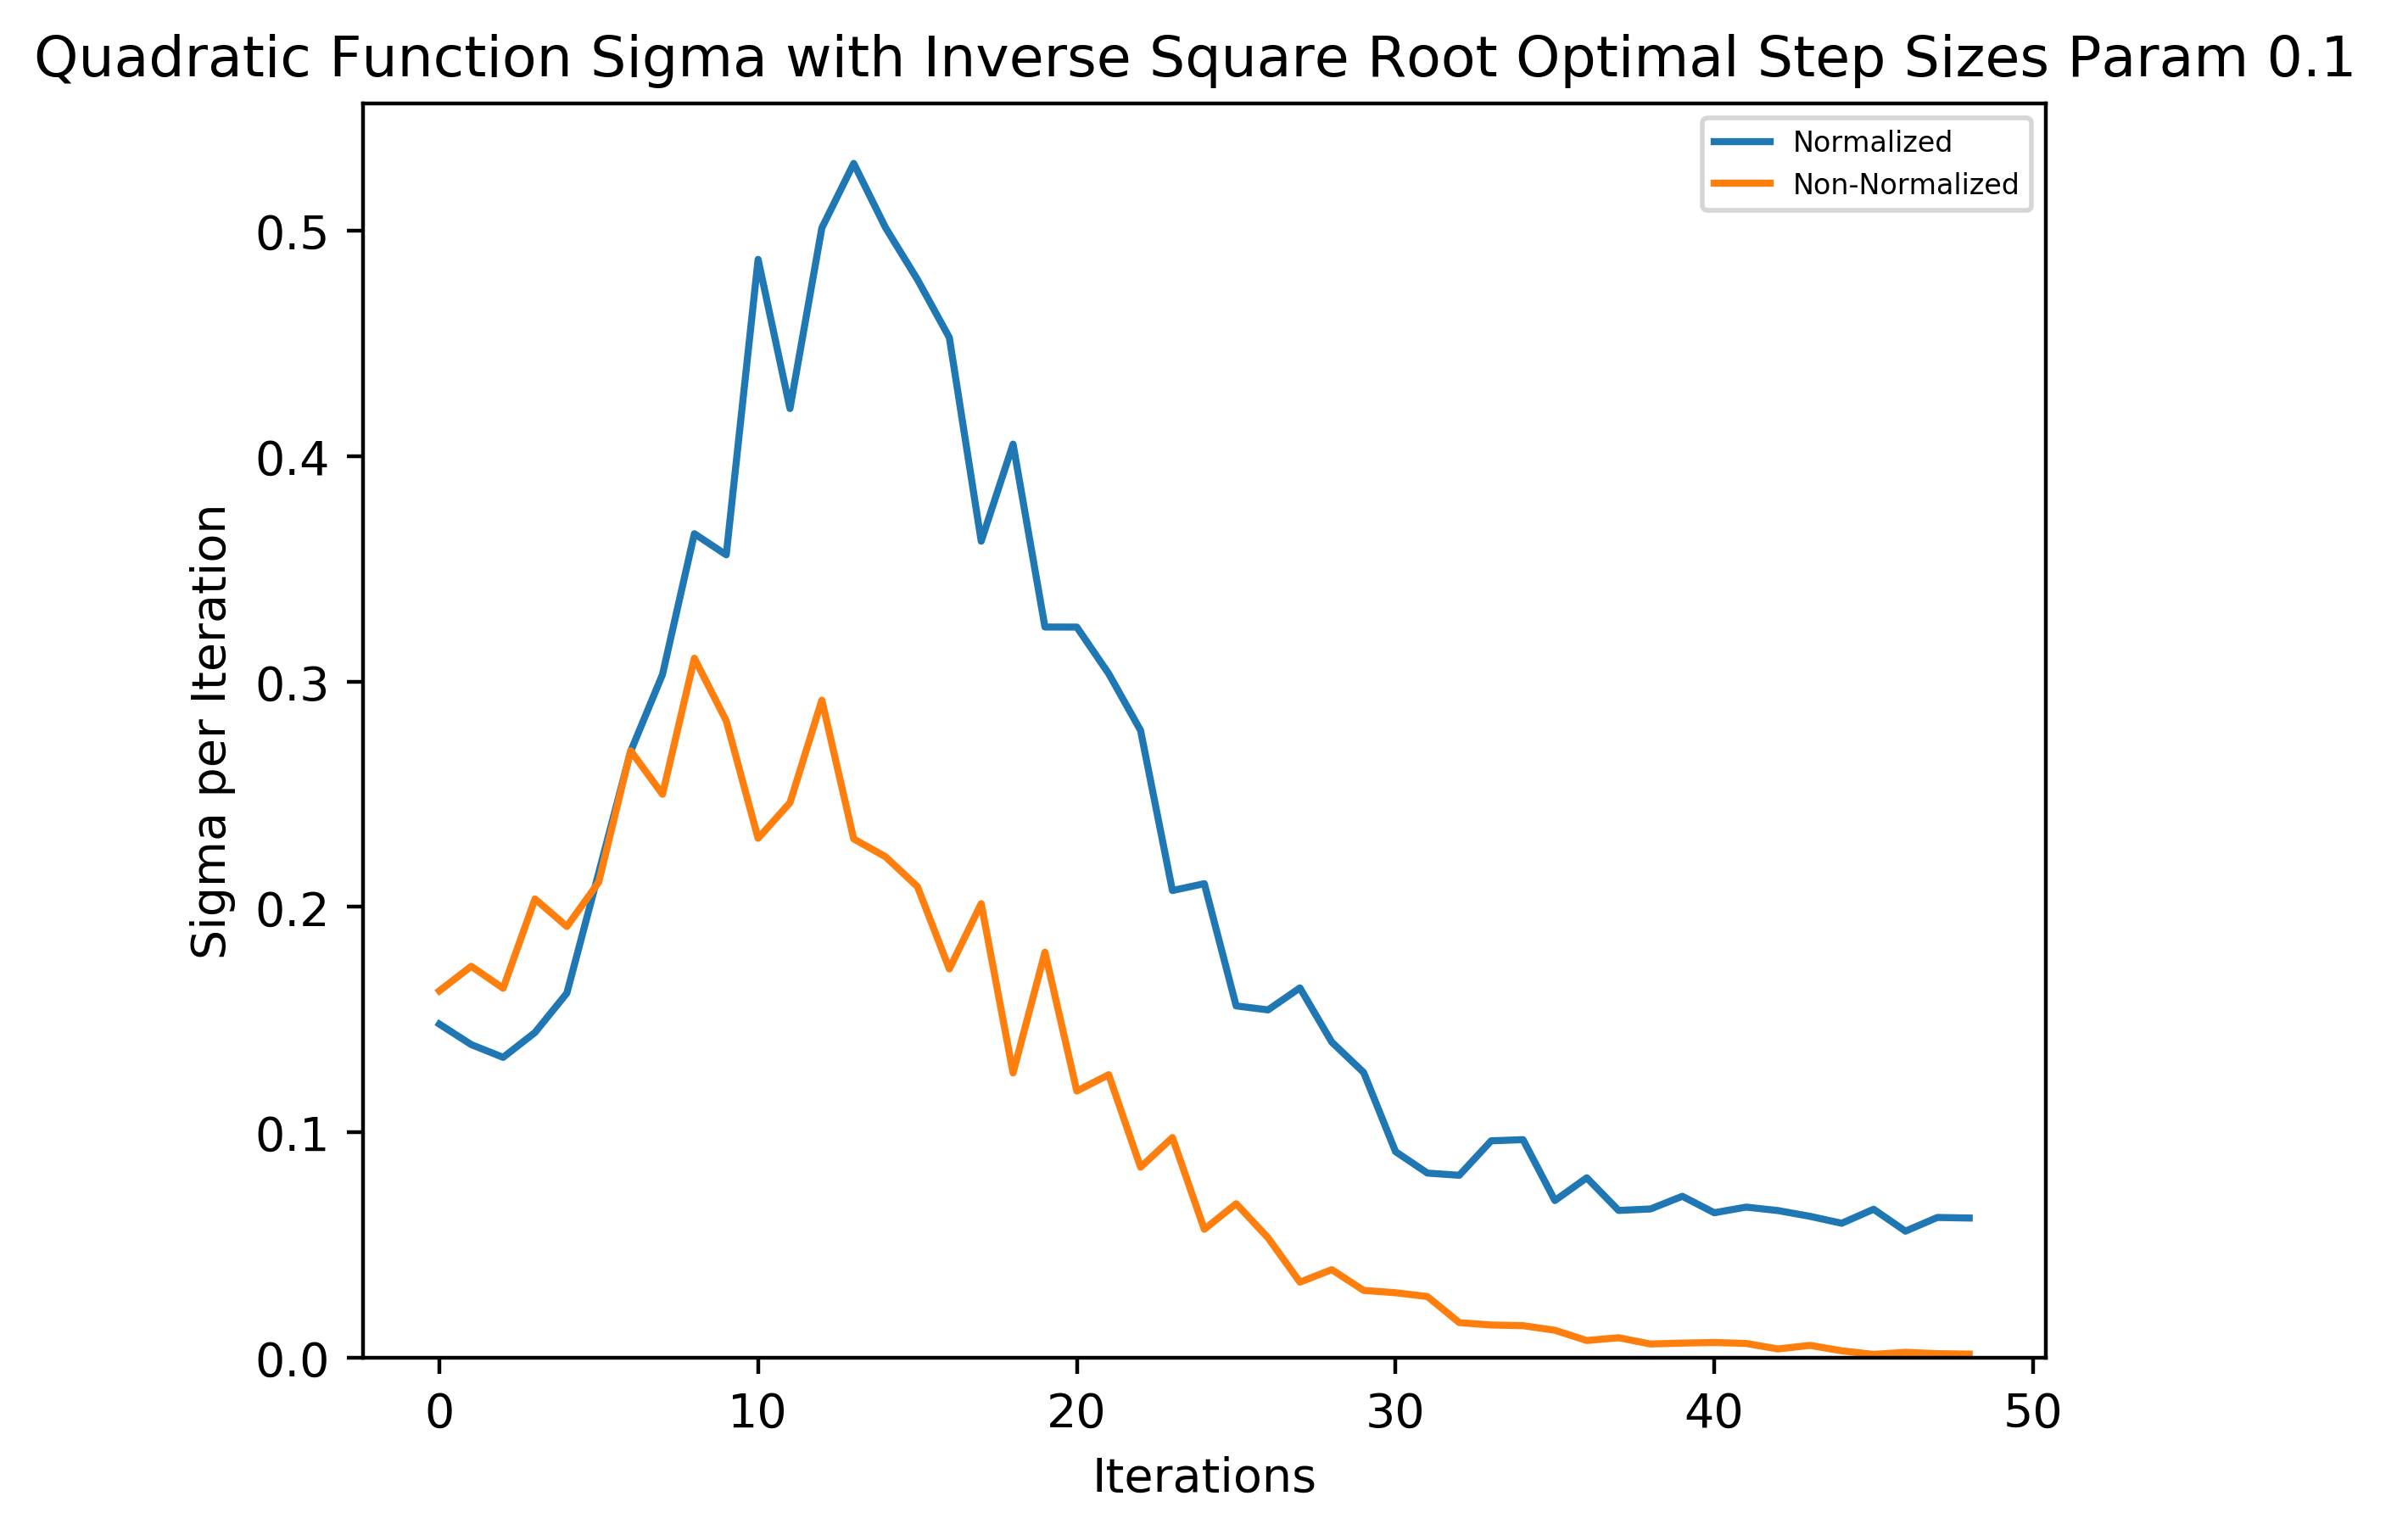 Quadratic Function Sigma with Inverse Square Root Optimal Step Sizes Param 0.1
Normalized
Non-Normalized
Sigma per Iteration
0.5
0.4
0.3
0.2
0.1
0.0
0 10 20 30 40 50
Iterations